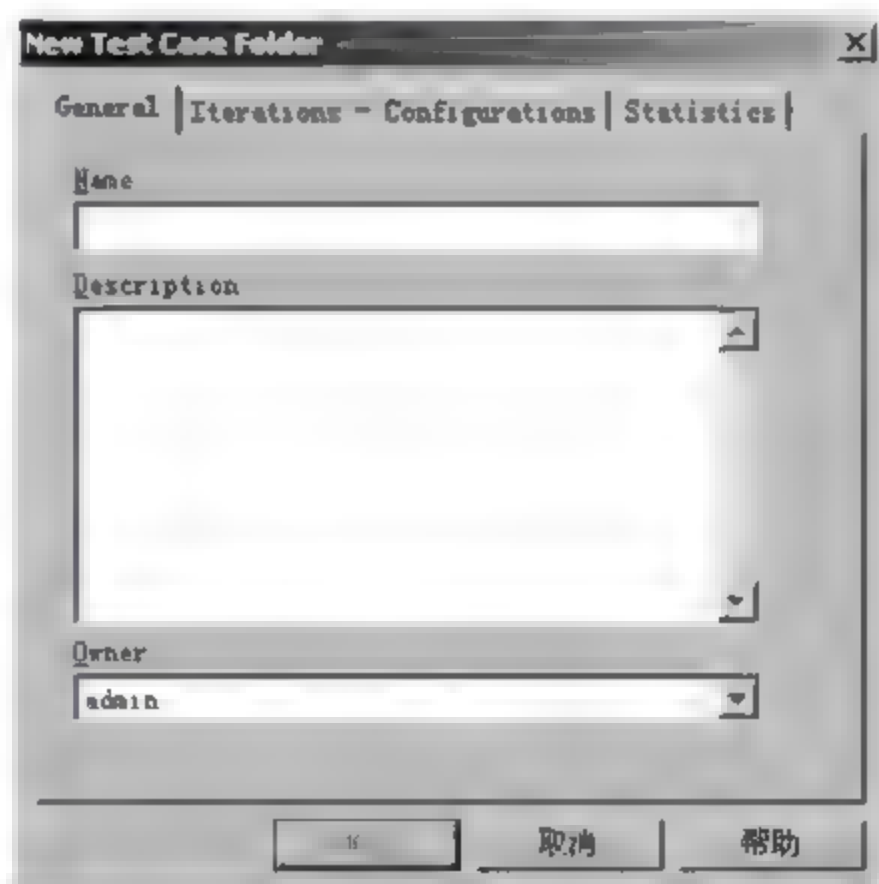 New Test Case Folder
General Iterations - Configurations Statistics
Name
Description
Owner
admin
取消 帮助